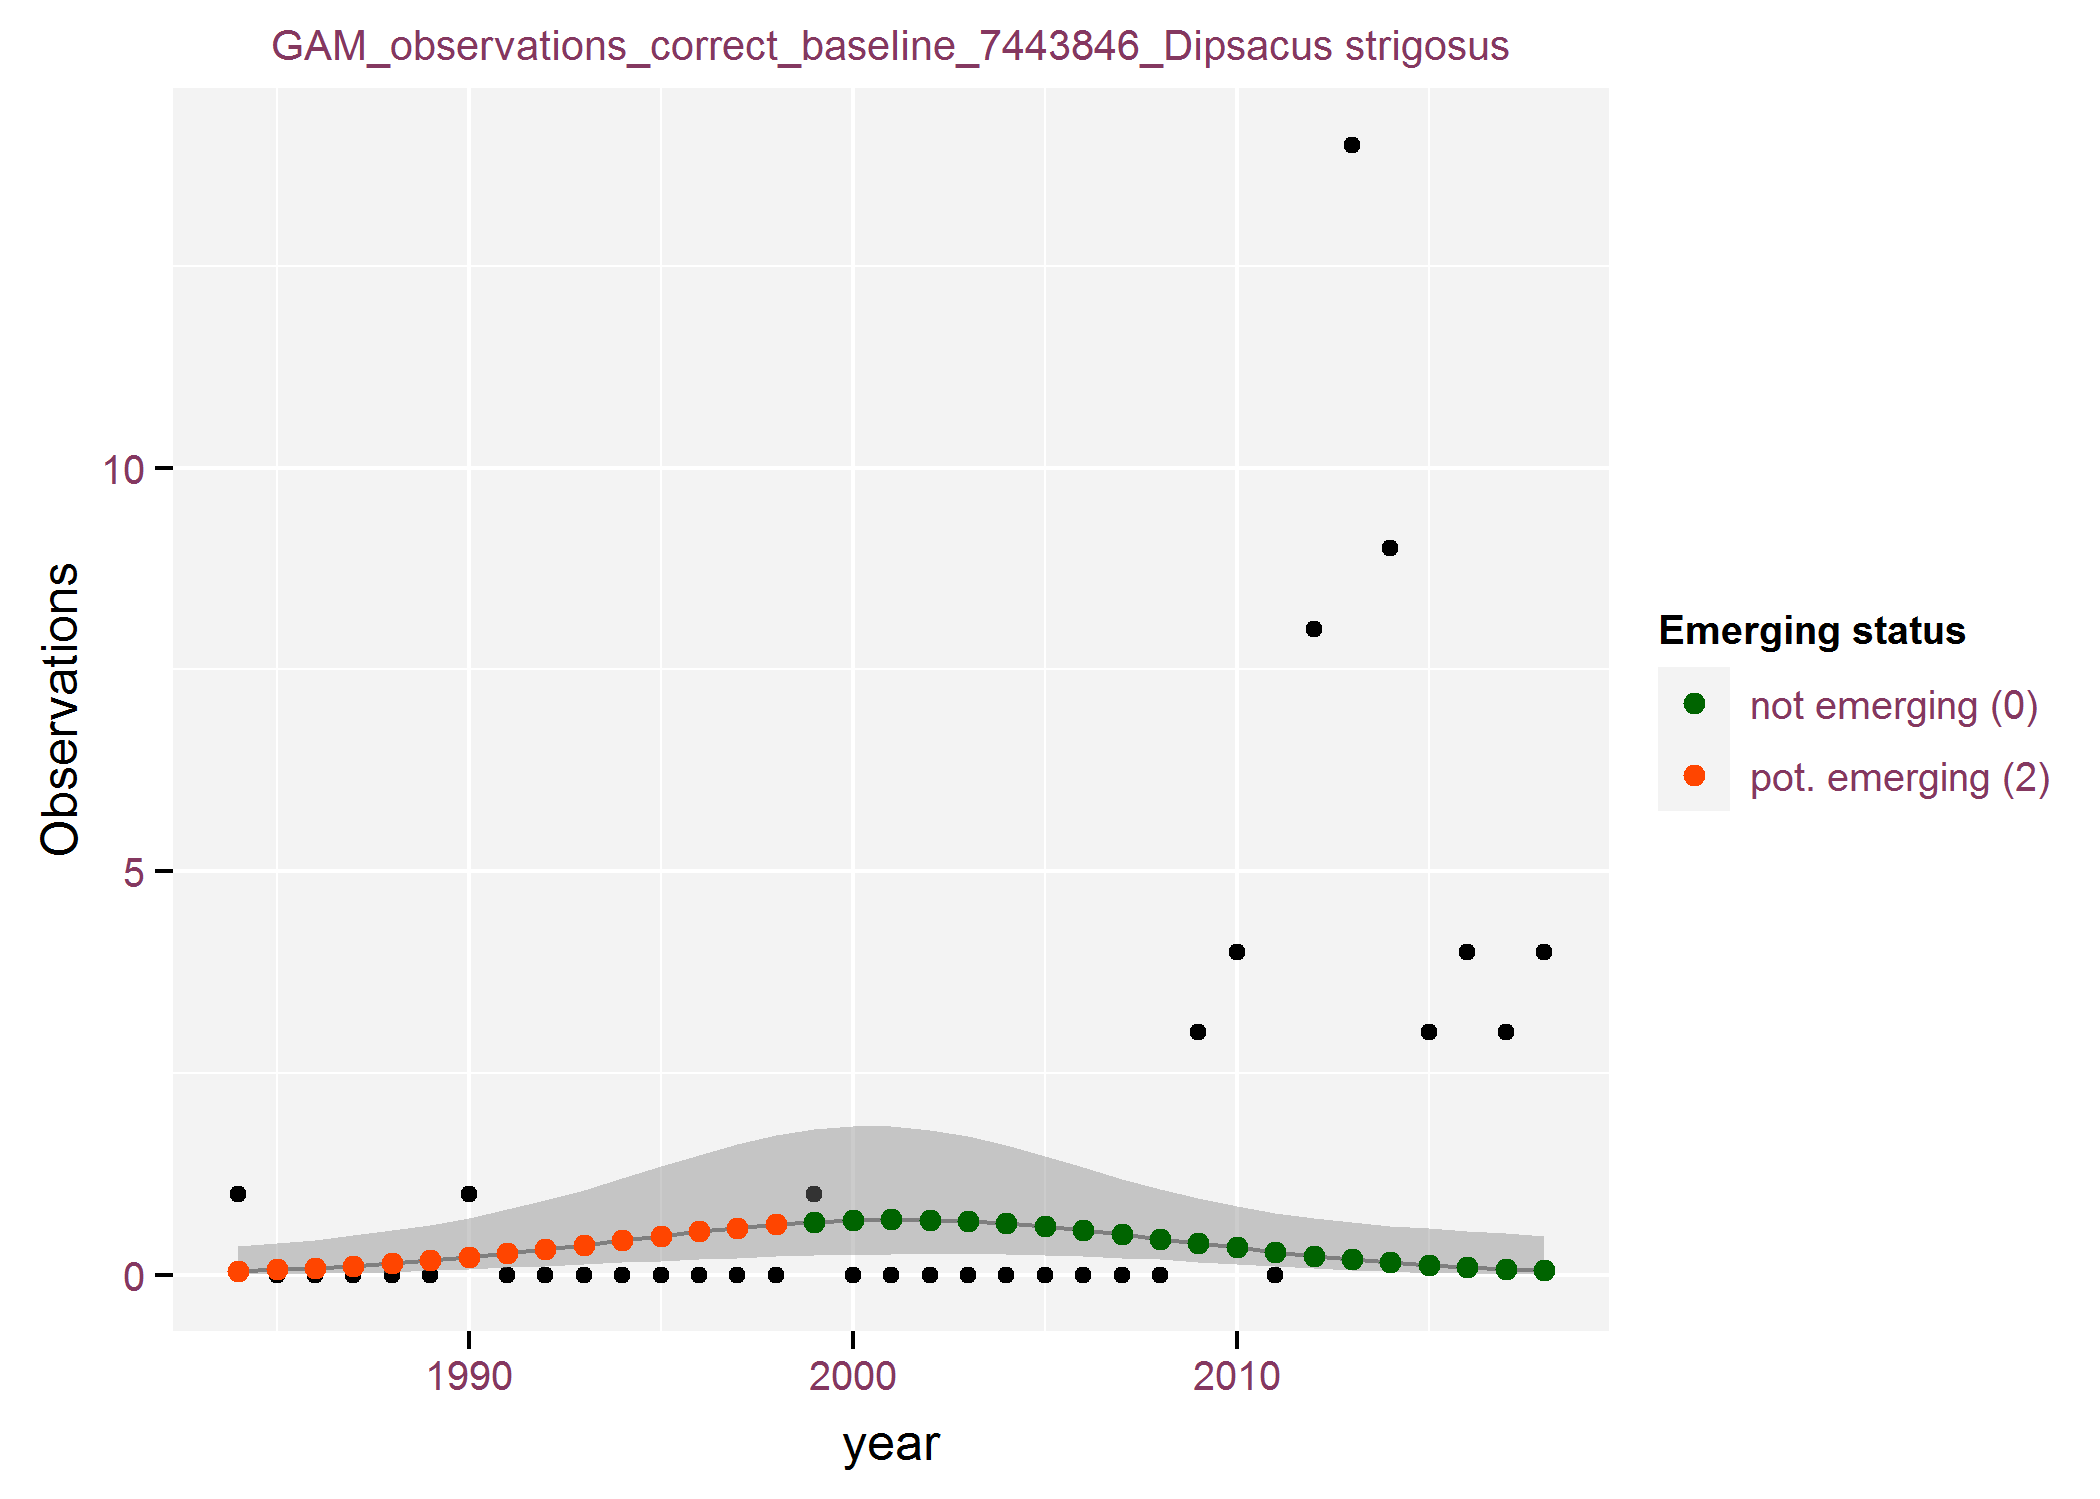 GAM_observations_correct_baseline_7443846_Dipsacus strigosus
Observations
10
5
0
1990 2000 2010
year
Emerging status
not emerging (0)
pot. emerging (2)